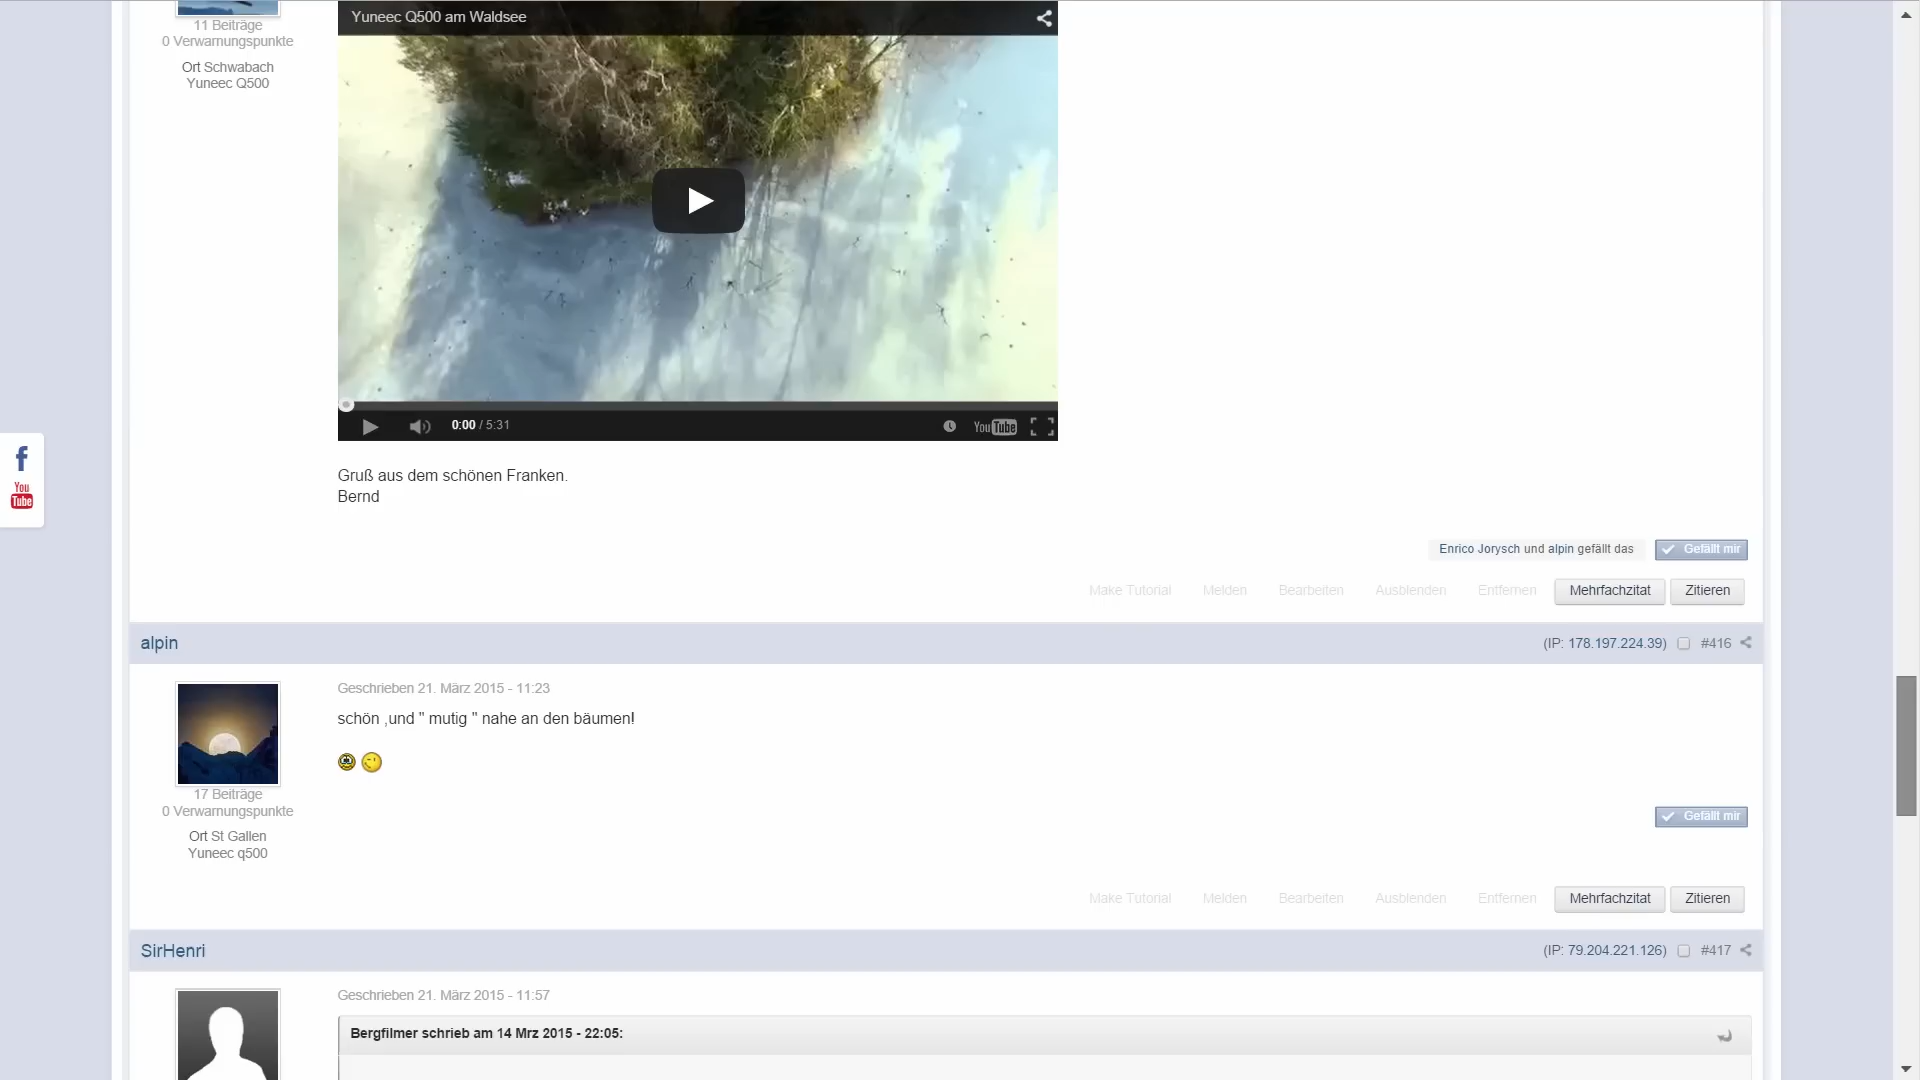 11 Beiträge
0 Verwarnungspunkte
Ort Schwabach
Yuneec Q500
Yuneec Q500 am Waldsee
0:00 / 5:31
YouTube
Gruß aus dem schönen Franken.
Bernd
f
You
Tube
Enrico Jorysch und alpin gefällt das
Gefällt mir
Make Tutorial Melden Bearbeiten Ausblenden Entfernen Mehrfachzitat Zitieren
alpin (IP: 178.197.224.39) #416
Geschrieben 21. März 2015 - 11:23
schön ,und " mutig " nahe an den bäumen!
17 Beiträge
0 Verwarnungspunkte
Ort St Gallen
Yuneec q500
Gefällt mir
Make Tutorial Melden Bearbeiten Ausblenden Entfernen Mehrfachzitat Zitieren
SirHenri (IP: 79.204.221.126) #417
Geschrieben 21. März 2015 - 11:57
Bergfilmer schrieb am 14 Mrz 2015 - 22:05: